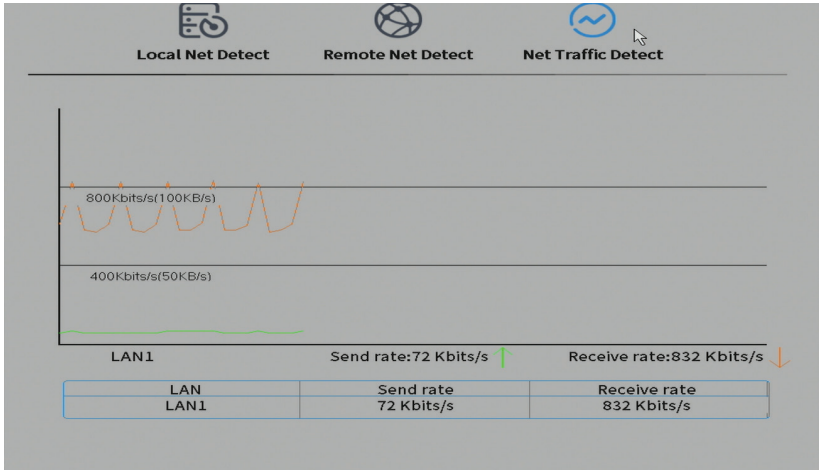 Local Net Detect Remote Net Detect Net Traffic Detect
800Kbits/s(100KB/s)
400Kbits/s(50KB/s)
LAN1 Send rate:72 Kbits/s Receive rate:832 Kbits/s
LAN Send rate Receive rate
LAN1 72 Kbits/s 832 Kbits/s